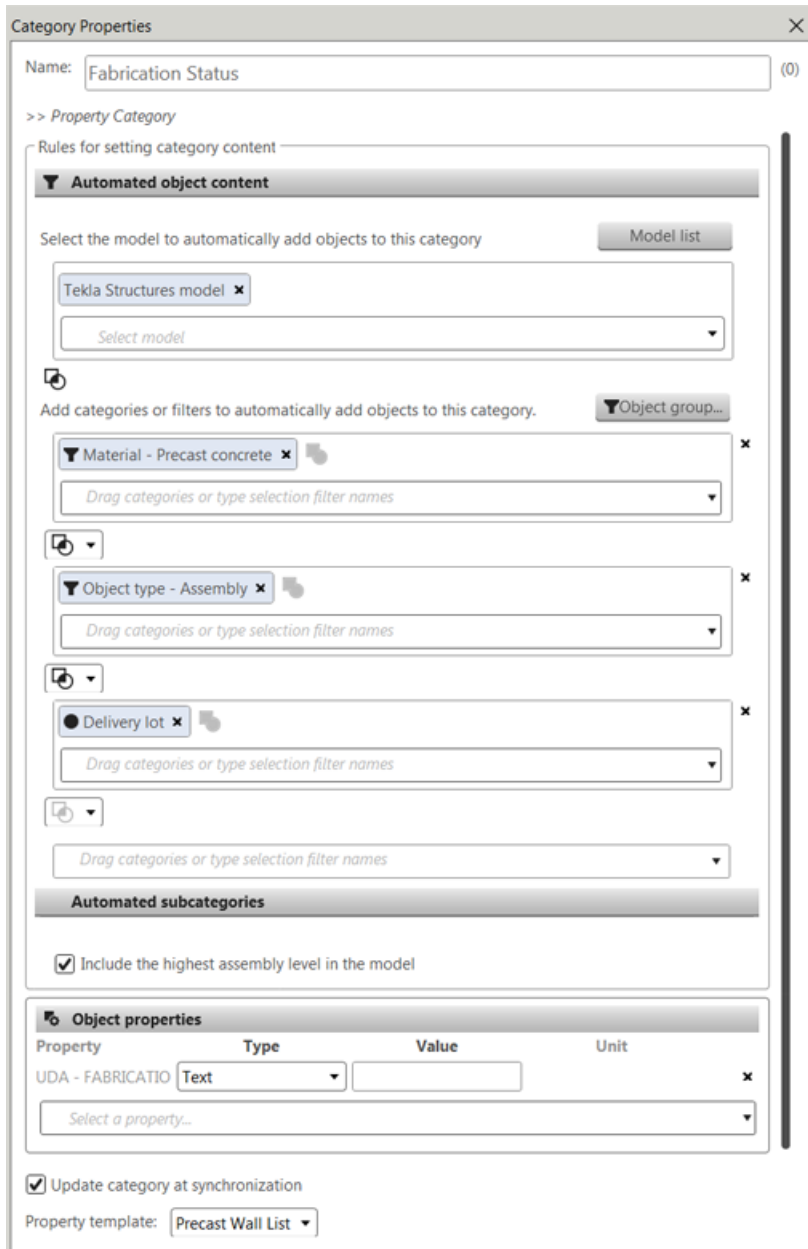 Category Properties
Name: Fabrication Status (0)
>> Property Category
Rules for setting category content
Automated object content
Select the model to automatically add objects to this category Model list
Tekla Structures model
Select model
Add categories or filters to automatically add objects to this category. Object group...
Material - Precast concrete
Drag categories or type selection filter names
Object type - Assembly
Drag categories or type selection filter names
Delivery lot
Drag categories or type selection filter names
Drag categories or type selection filter names
Automated subcategories
Include the highest assembly level in the model
Object properties
Property Type Value Unit
UDA - FABRICATIO Text
Select a property...
Update category at synchronization
Property template: Precast Wall List